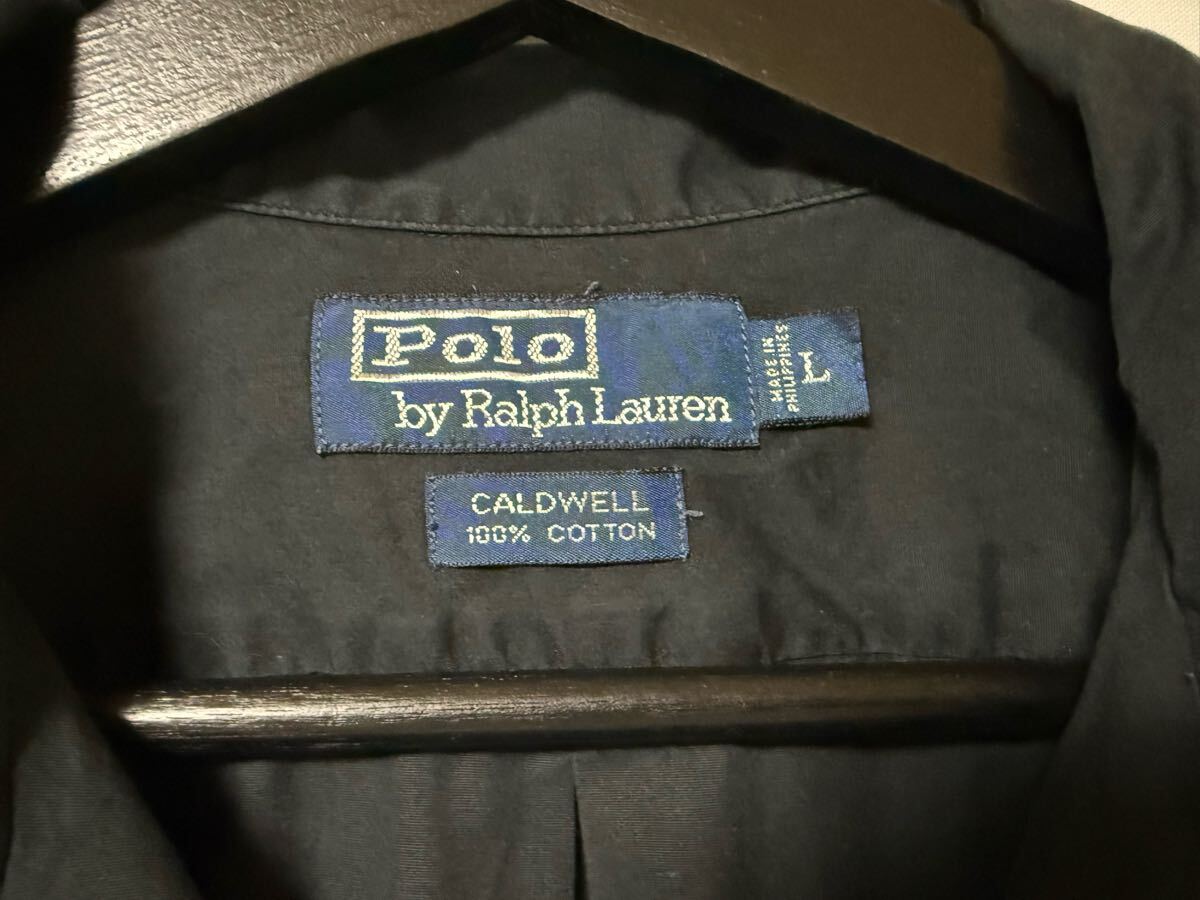 Polo
by Ralph Lauren
MADE IN
PHILIPPINES
L
CALDWELL
100% COTTON